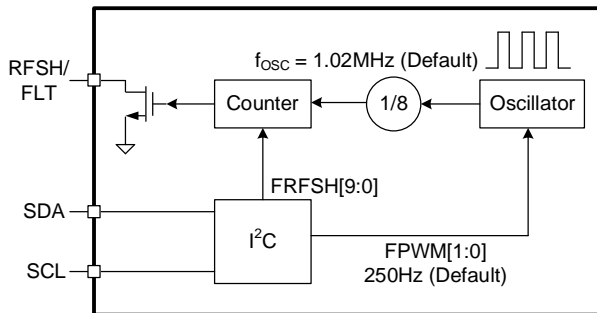 RFSH/
FLT
f_OSC = 1.02MHz (Default)
Counter
1/8
Oscillator
FRFSH[9:0]
SDA
I²C
FPWM[1:0]
SCL
250Hz (Default)